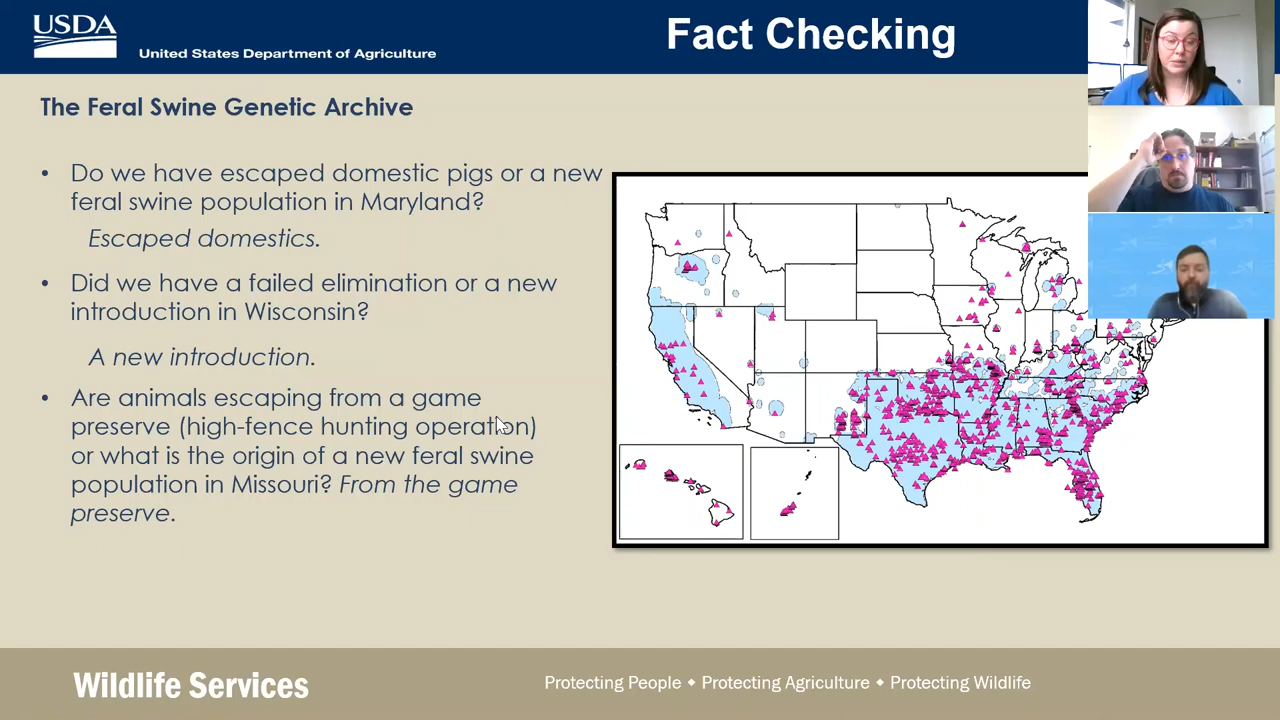 USDA
United States Department of Agriculture
Fact Checking
The Feral Swine Genetic Archive
• Do we have escaped domestic pigs or a new
feral swine population in Maryland?
Escaped domestics.
• Did we have a failed elimination or a new
introduction in Wisconsin?
A new introduction.
• Are animals escaping from a game
preserve (high-fence hunting operation)
or what is the origin of a new feral swine
population in Missouri? From the game
preserve.
Wildlife Services
Protecting People ◆ Protecting Agriculture ◆ Protecting Wildlife